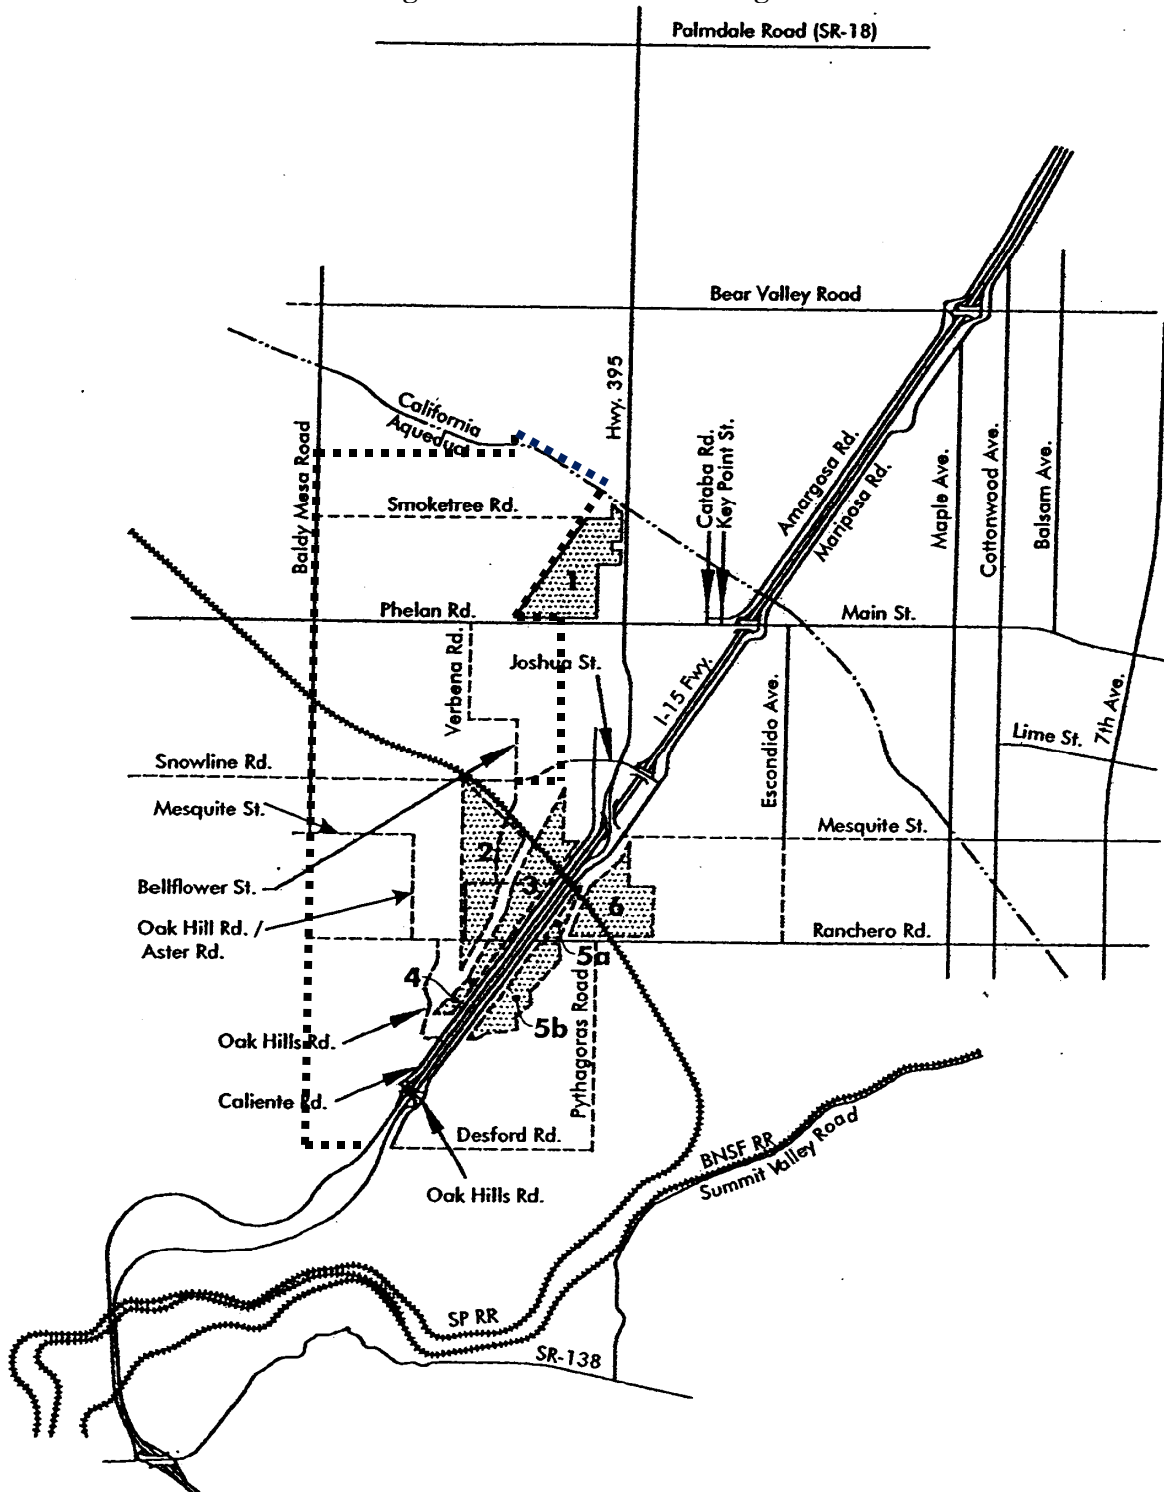 Palmdale Road (SR-18)
Bear Valley Road
Hwy. 395
California
Aqueduct
Baldy Mesa Road
Cataba Rd.
Key Point St.
Amargosa Rd.
Mariposa Rd.
Maple Ave.
Cottonwood Ave.
Balsam Ave.
Smoketree Rd.
1
Phelan Rd.
Main St.
Verbena Rd.
Joshua St.
I-15 Fwy.
Escondido Ave.
7th Ave.
Lime St.
Snowline Rd.
Mesquite St.
Mesquite St.
2
3
Bellflower St.
6
Oak Hill Rd. /
Aster Rd.
Ranchero Rd.
5a
4
Pythagoras Road
5b
Oak Hills Rd.
Caliente Rd.
Desford Rd.
BNSF RR
Summit Valley Road
Oak Hills Rd.
SP RR
SR-138